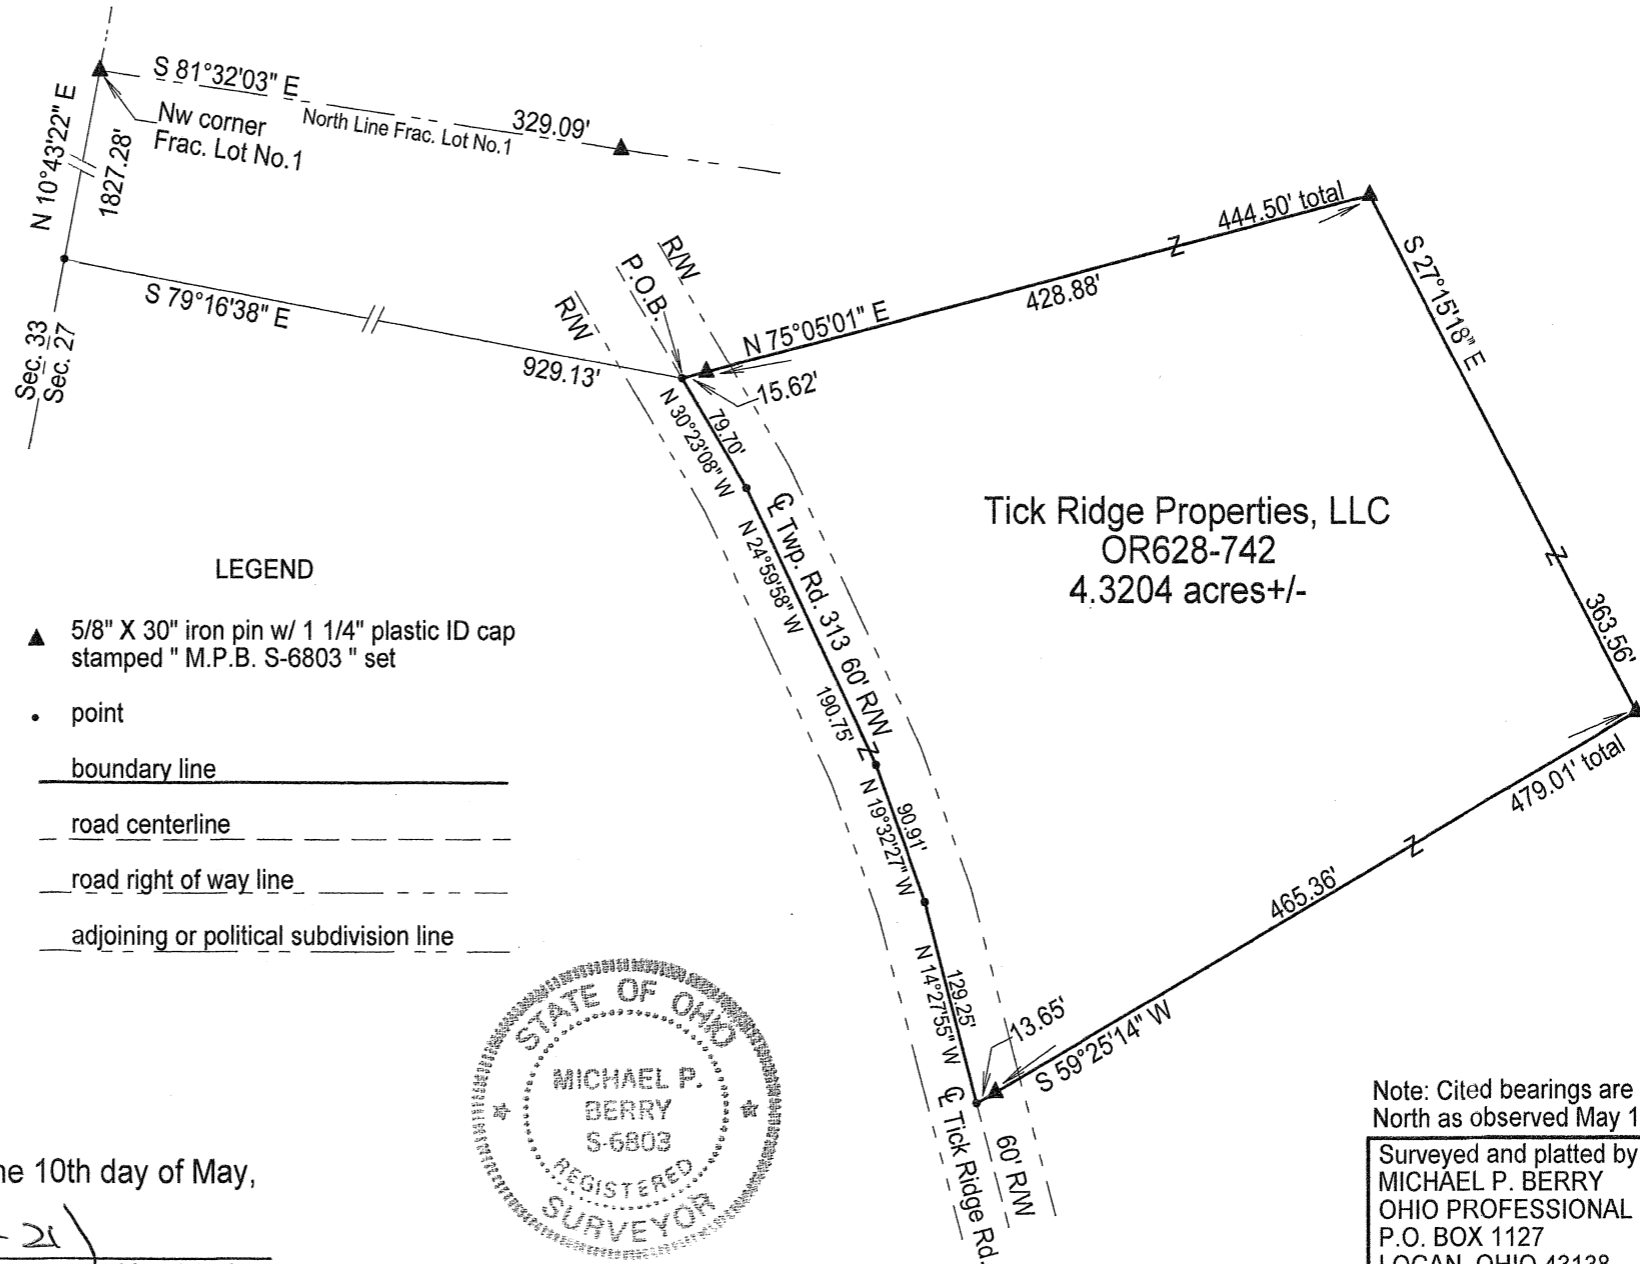 S 81°32'03" E
North Line Frac. Lot No.1
329.09'
Nw corner
Frac. Lot No.1
N 10°43'22" E
1827.28'
S 79°16'38" E
929.13'
Sec. 33
Sec. 27
R/W
P.O.B.
R/W
N 75°05'01" E
428.88'
444.50' total
15.62'
S 27°15'18" E
363.56'
N 30°23'08" W
79.70'
N 24°59'58" W
190.75'
℄ Twp. Rd. 313 60' R/W
Z
Z
Z
Z
Tick Ridge Properties, LLC
OR628-742
4.3204 acres+/-
N 19°32'27" W
90.91'
479.01' total
465.36'
S 59°25'14" W
13.65'
N 14°27'55" W
129.25'
℄ Tick Ridge Rd.
60' R/W
LEGEND
5/8" X 30" iron pin w/ 1 1/4" plastic ID cap
stamped " M.P.B. S-6803 " set
point
boundary line
road centerline
road right of way line
adjoining or political subdivision line
STATE OF OHIO
MICHAEL P.
BERRY
S-6803
REGISTERED
SURVEYOR
ne 10th day of May,
- 21
Note: Cited bearings are
North as observed May 1
Surveyed and platted by
MICHAEL P. BERRY
OHIO PROFESSIONAL
P.O. BOX 1127
LOGAN, OHIO 43138